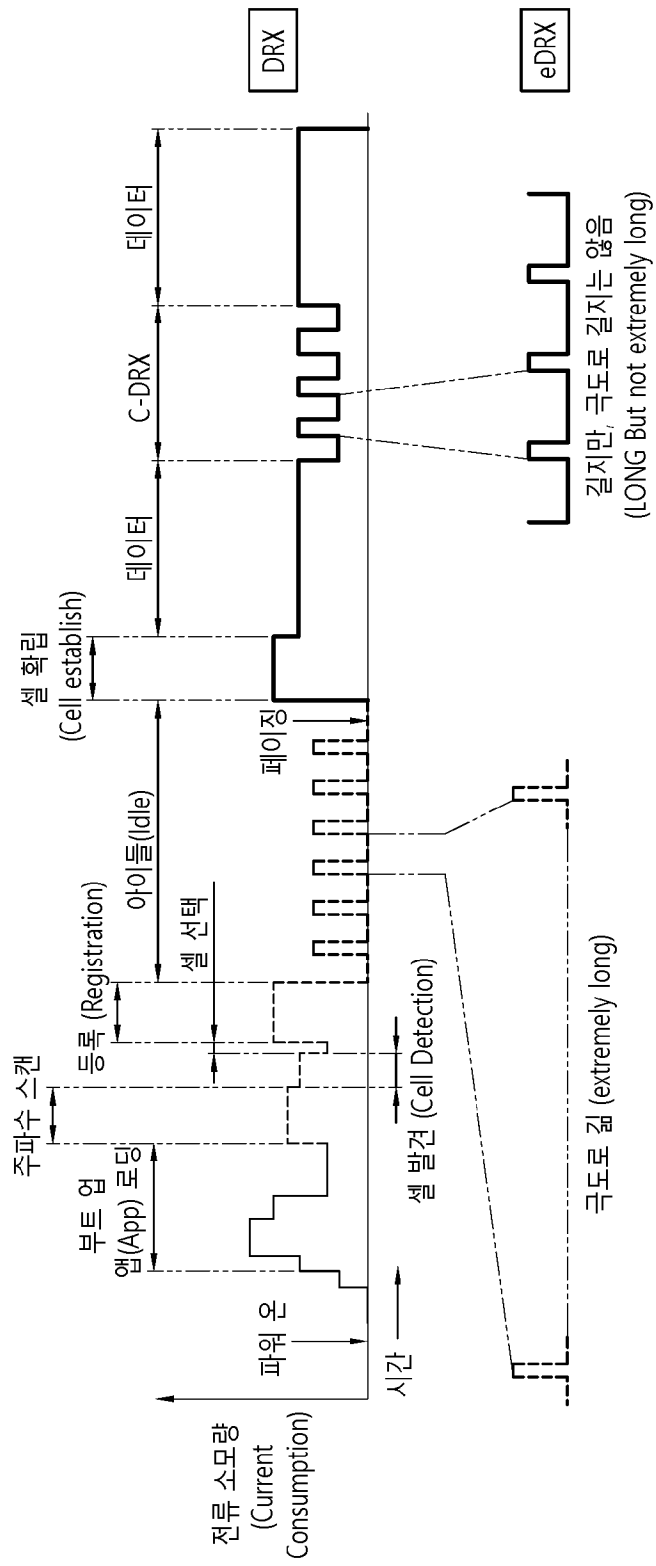 전류 소모량
(Current
Consumption)
파워 온
시간
부트 업
앱(App) 로딩
주파수 스캔
셀 발견 (Cell Detection)
셀 선택
등록 (Registration)
아이들(Idle)
페이징
셀 확립
(Cell establish)
데이터
C-DRX
데이터
DRX
극도로 긺 (extremely long)
길지만, 극도로 길지는 않음
(LONG But not extremely long)
eDRX